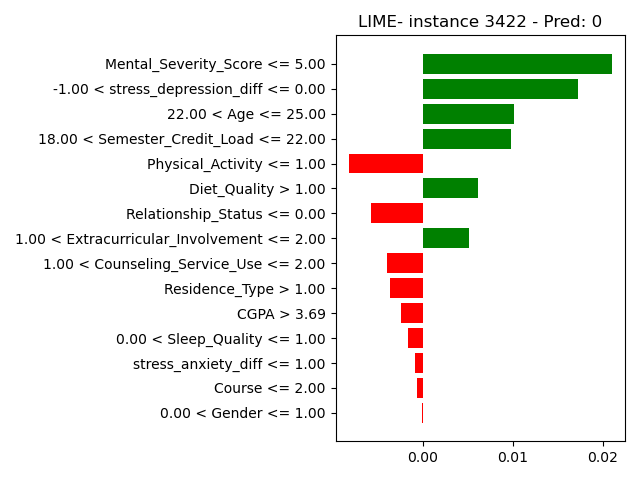 LIME- instance 3422 - Pred: 0
Mental_Severity_Score <= 5.00
-1.00 < stress_depression_diff <= 0.00
22.00 < Age <= 25.00
18.00 < Semester_Credit_Load <= 22.00
Physical_Activity <= 1.00
Diet_Quality > 1.00
Relationship_Status <= 0.00
1.00 < Extracurricular_Involvement <= 2.00
1.00 < Counseling_Service_Use <= 2.00
Residence_Type > 1.00
CGPA > 3.69
0.00 < Sleep_Quality <= 1.00
stress_anxiety_diff <= 1.00
Course <= 2.00
0.00 < Gender <= 1.00
0.00 0.01 0.02